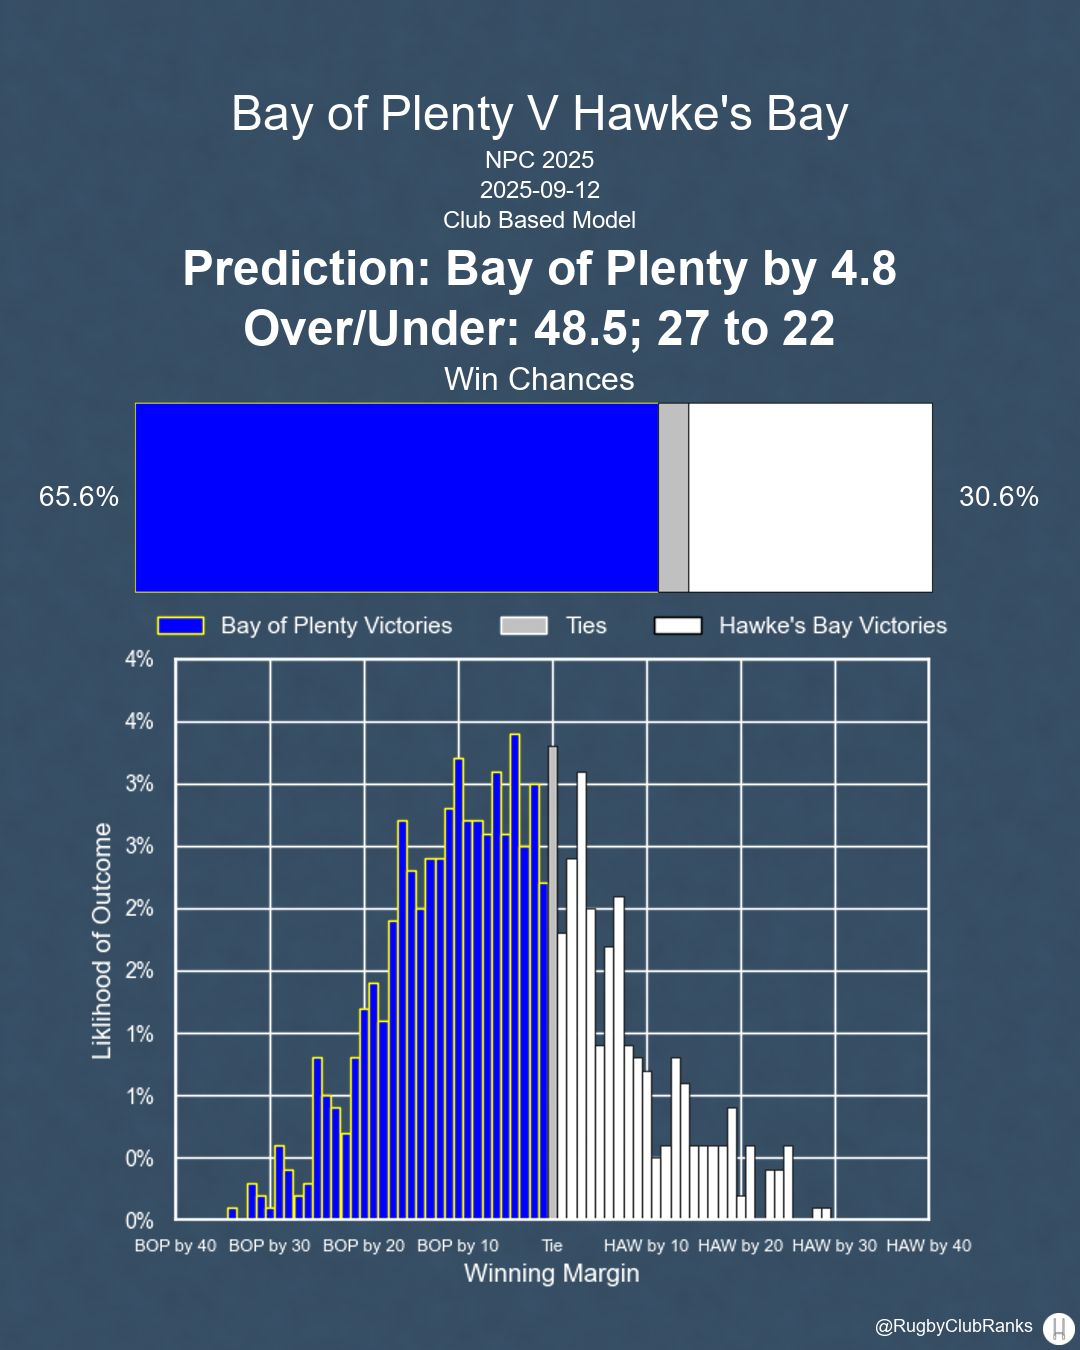 Bay of Plenty V Hawke's Bay
NPC 2025
2025-09-12
Club Based Model
Prediction: Bay of Plenty by 4.8
Over/Under: 48.5; 27 to 22
Win Chances
65.6%
30.6%
Bay of Plenty Victories
Ties
Hawke's Bay Victories
4%
4%
3%
3%
2%
2%
1%
1%
0%
0%
Liklihood of Outcome
BOP by 40
BOP by 30
BOP by 20
BOP by 10
Tie
HAW by 10
HAW by 20
HAW by 30
HAW by 40
Winning Margin
@RugbyClubRanks